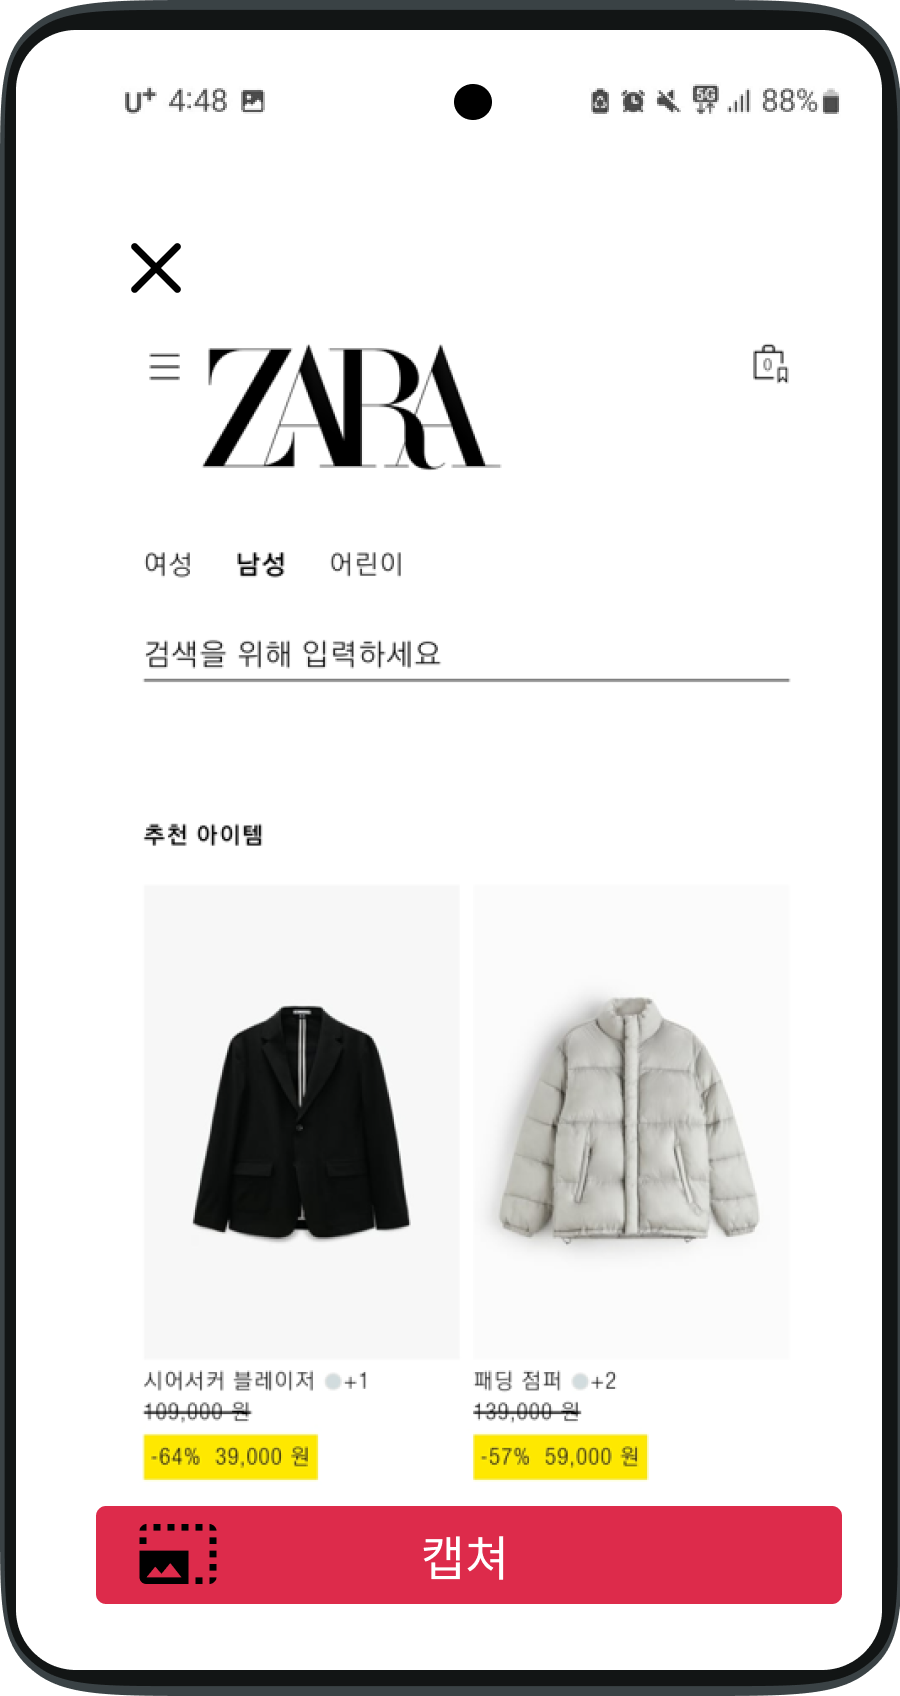 U+ 4:48 5G 88%
ZARA
0
여성 남성 어린이
검색을 위해 입력하세요
추천 아이템
시어서커 블레이저 +1
109,000 원
-64% 39,000 원
패딩 점퍼 +2
139,000 원
-57% 59,000 원
캡쳐